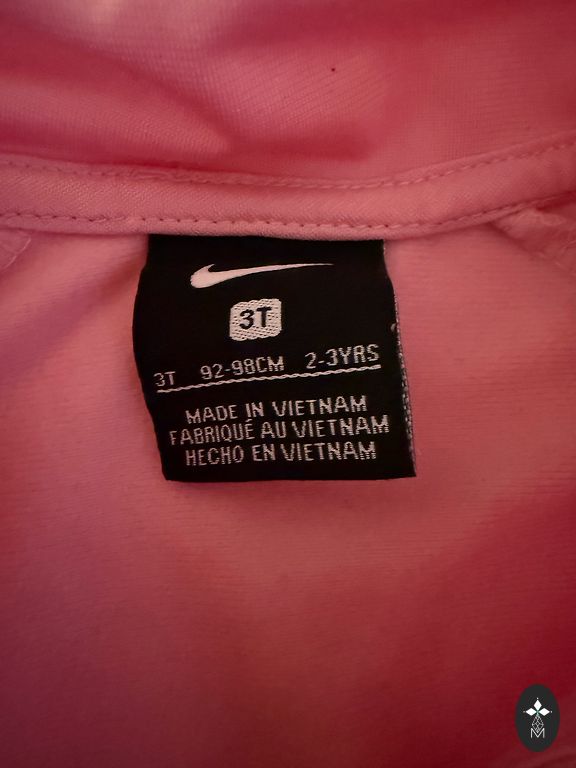 3T
3T 92-98CM 2-3YRS
MADE IN VIETNAM
FABRIQUÉ AU VIETNAM
HECHO EN VIETNAM
M